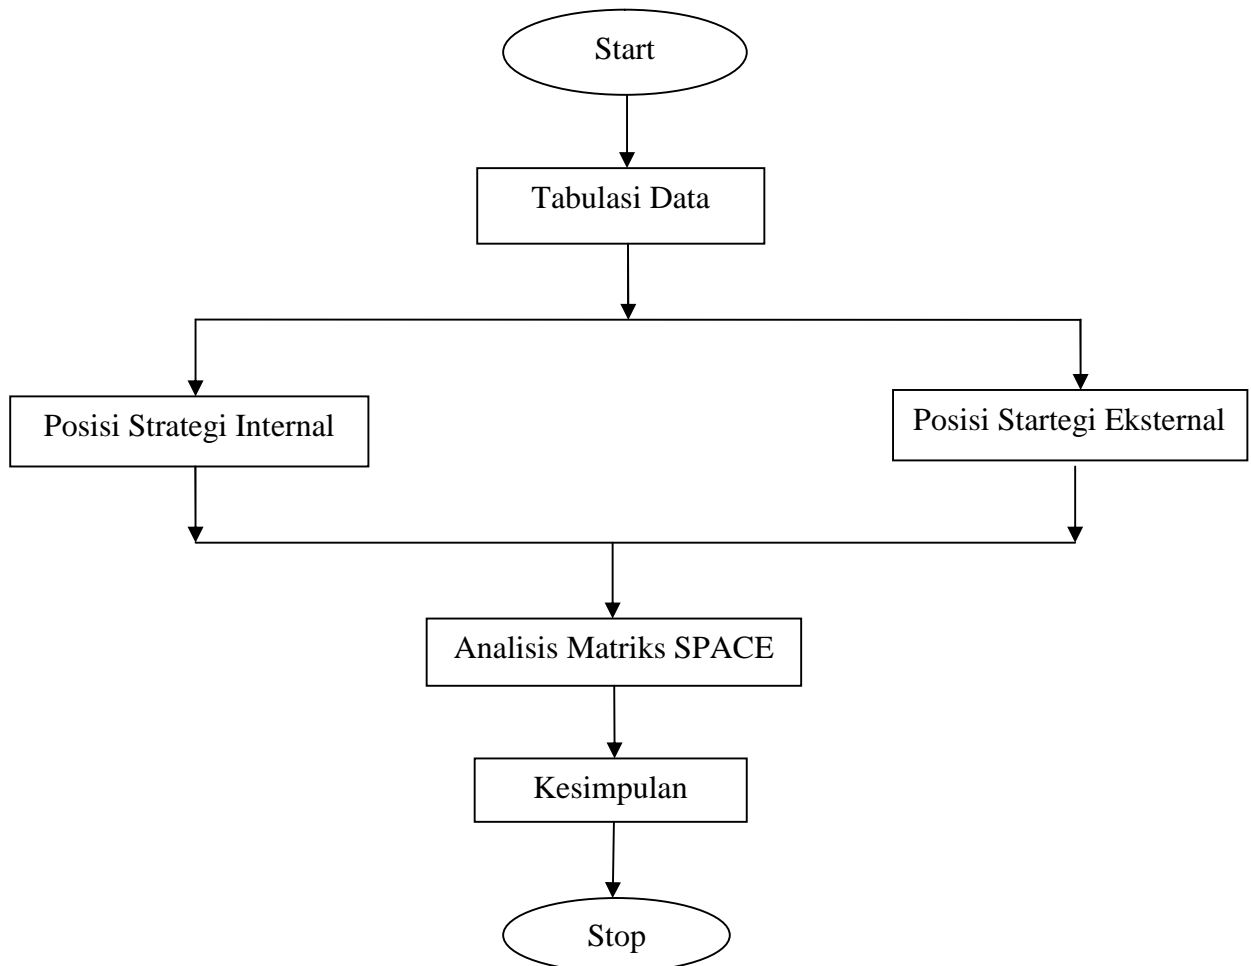 Start
Tabulasi Data
Posisi Strategi Internal
Posisi Startegi Eksternal
Analisis Matriks SPACE
Kesimpulan
Stop